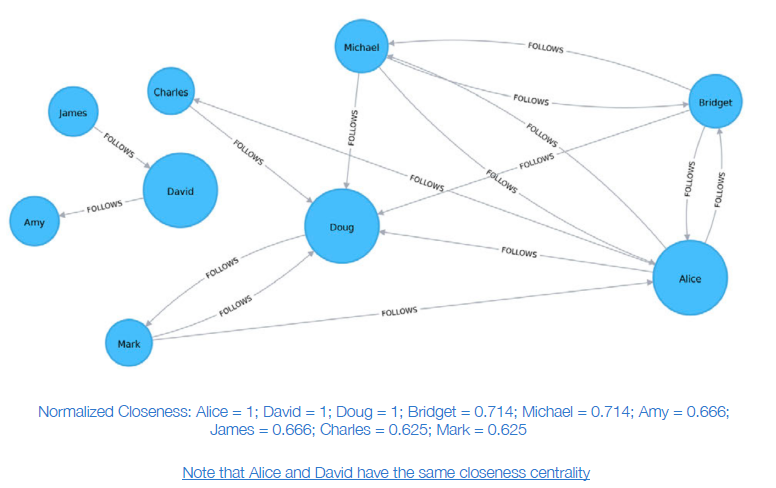 Michael
FOLLOWS
Charles
FOLLOWS
Bridget
James
FOLLOWS
FOLLOWS
FOLLOWS
FOLLOWS
FOLLOWS
David
FOLLOWS
FOLLOWS
FOLLOWS
FOLLOWS
FOLLOWS
FOLLOWS
Amy
Doug
FOLLOWS
Alice
FOLLOWS
FOLLOWS
FOLLOWS
Mark
Normalized Closeness: Alice = 1; David = 1; Doug = 1; Bridget = 0.714; Michael = 0.714; Amy = 0.666;
James = 0.666; Charles = 0.625; Mark = 0.625
Note that Alice and David have the same closeness centrality